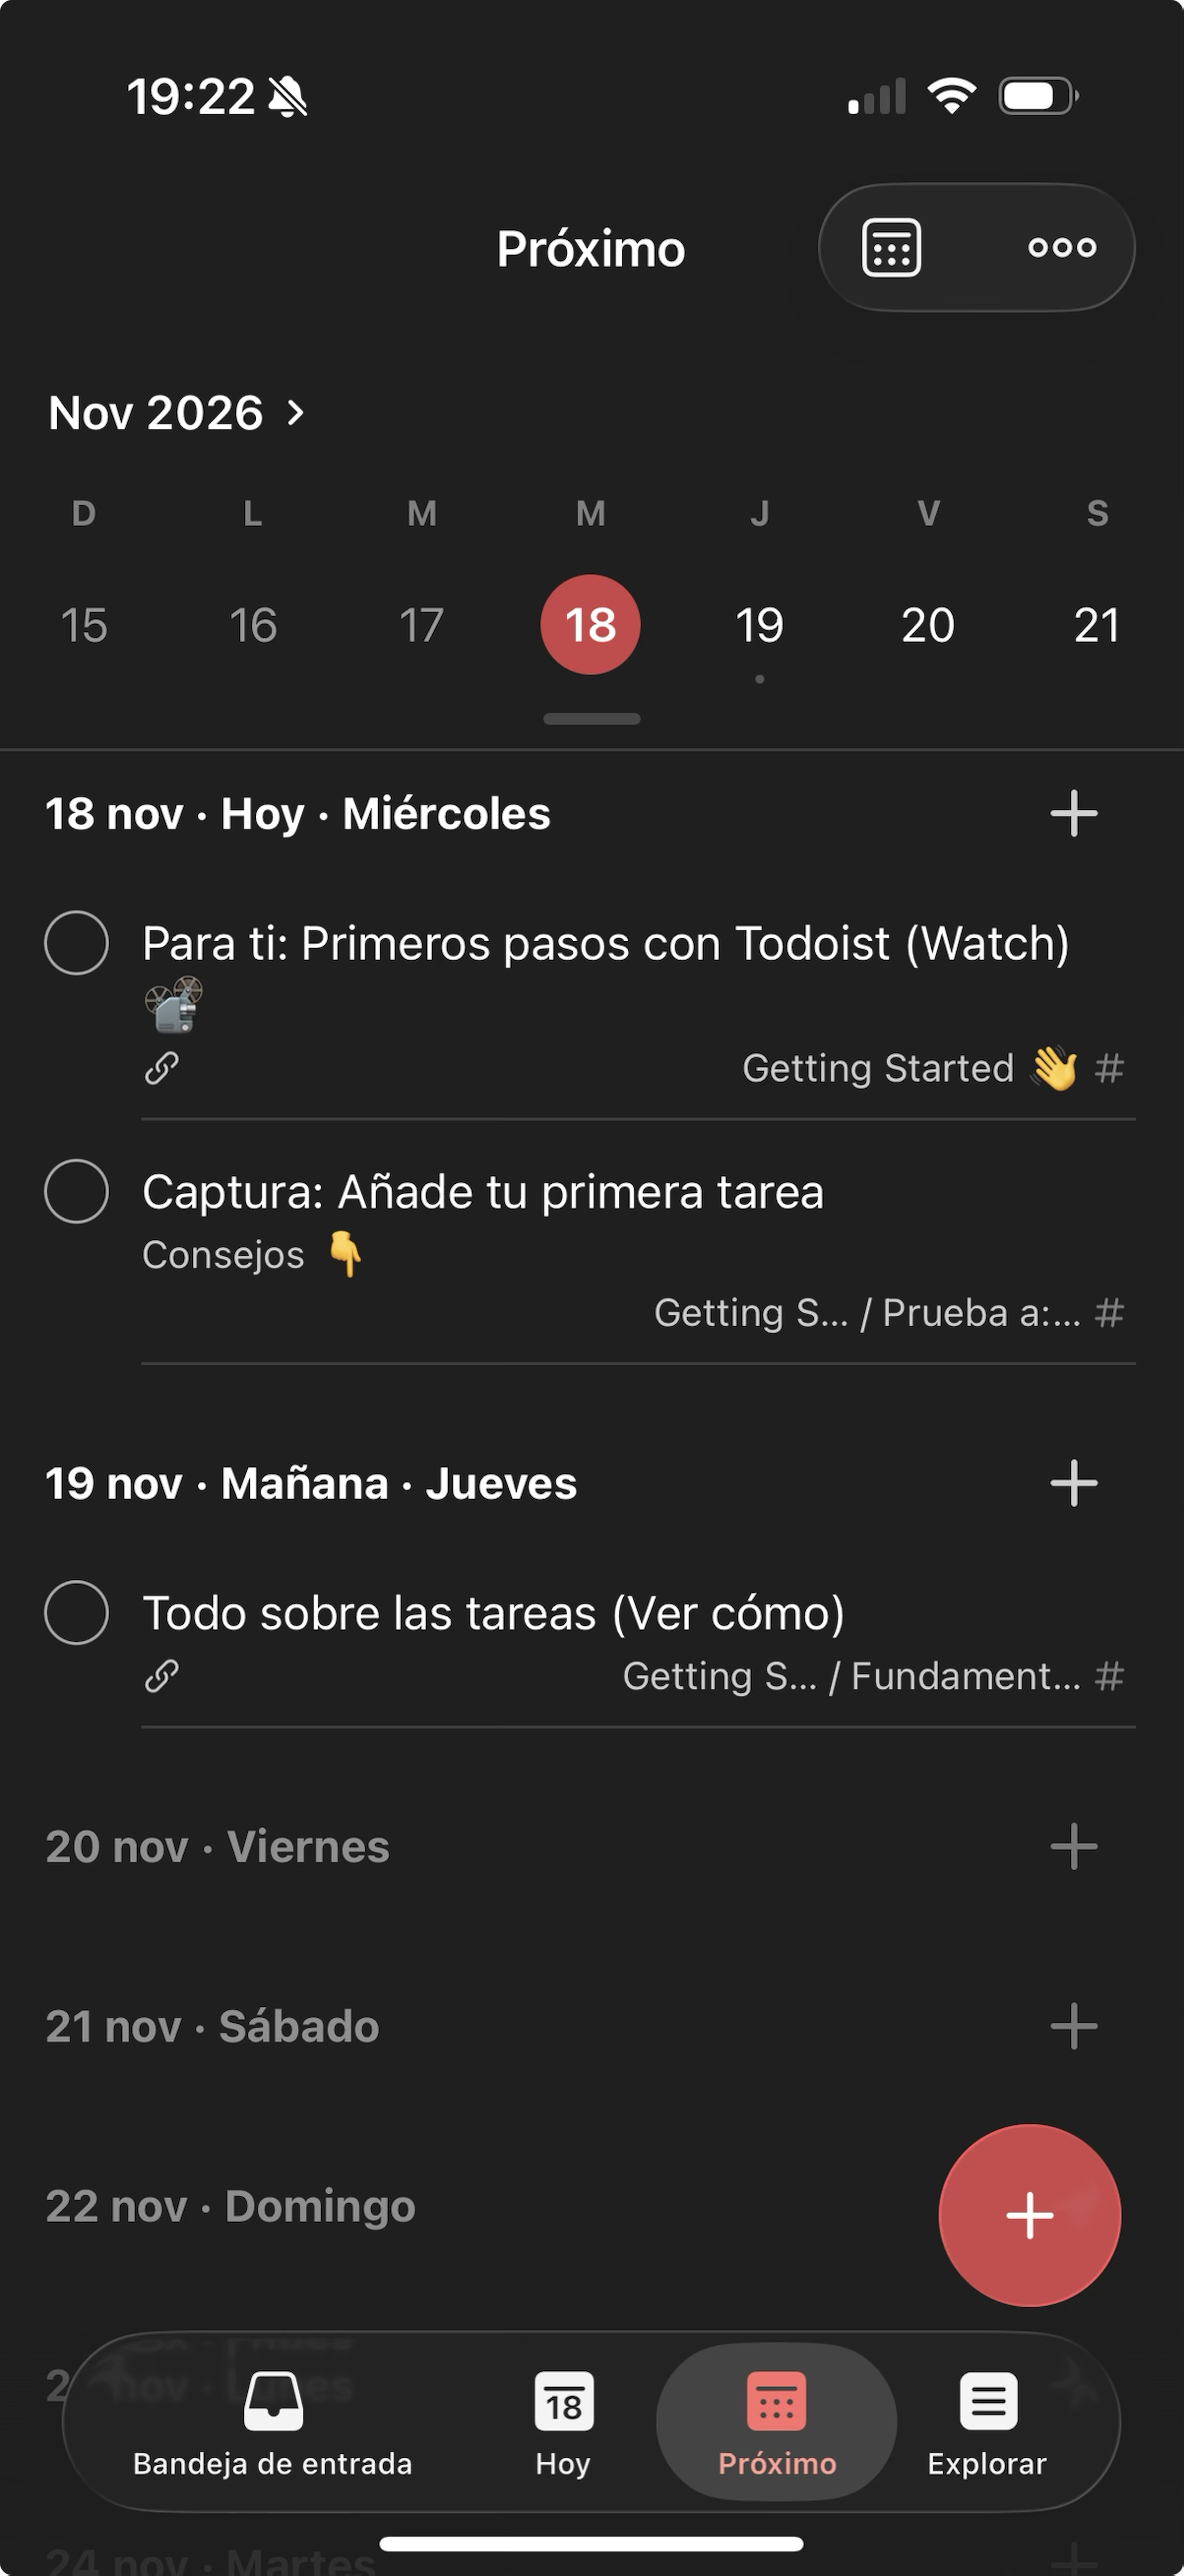 19:22
Próximo
Nov 2026
D L M M J V S
15 16 17 18 19 20 21
18 nov · Hoy · Miércoles
Para ti: Primeros pasos con Todoist (Watch)
Getting Started 👋 #
Captura: Añade tu primera tarea
Consejos 👇
Getting S... / Prueba a:... #
19 nov · Mañana · Jueves
Todo sobre las tareas (Ver cómo)
Getting S... / Fundament... #
20 nov · Viernes
21 nov · Sábado
22 nov · Domingo
nov · Lunes
18
Bandeja de entrada Hoy Próximo Explorar
24 nov · Martes